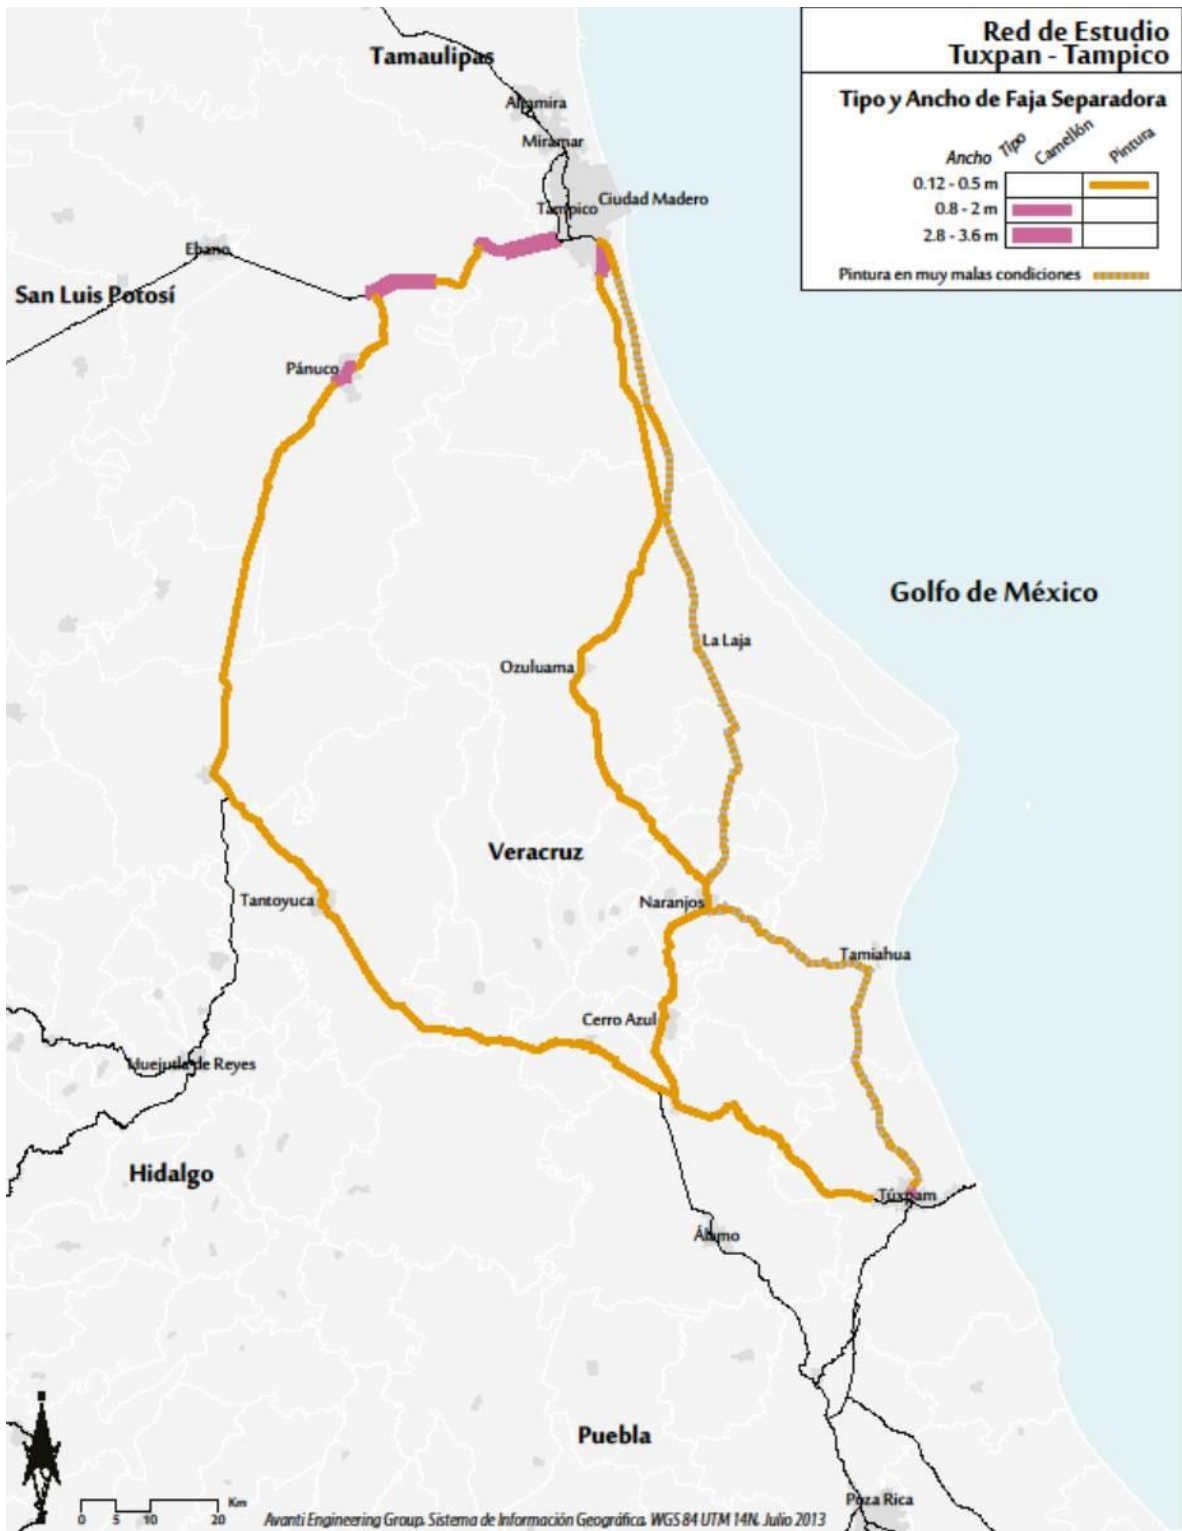 Red de Estudio
Tuxpan - Tampico
Tipo y Ancho de Faja Separadora
Ancho Tipo Camellón Pintura
0.12 - 0.5 m
0.8 - 2 m
2.8 - 3.6 m
Pintura en muy malas condiciones
Tamaulipas
Altamira
Miramar
Ciudad Madero
Tampico
Ebano
San Luis Potosí
Pánuco
Golfo de México
La Laja
Ozuluama
Veracruz
Tantoyuca
Naranjos
Tamiahua
Cerro Azul
Huejutla de Reyes
Hidalgo
Túxpam
Álamo
Puebla
Poza Rica
Km
0 5 10 20
Avanti Engineering Group. Sistema de Información Geográfica. WGS 84 UTM 14N. Julio 2013